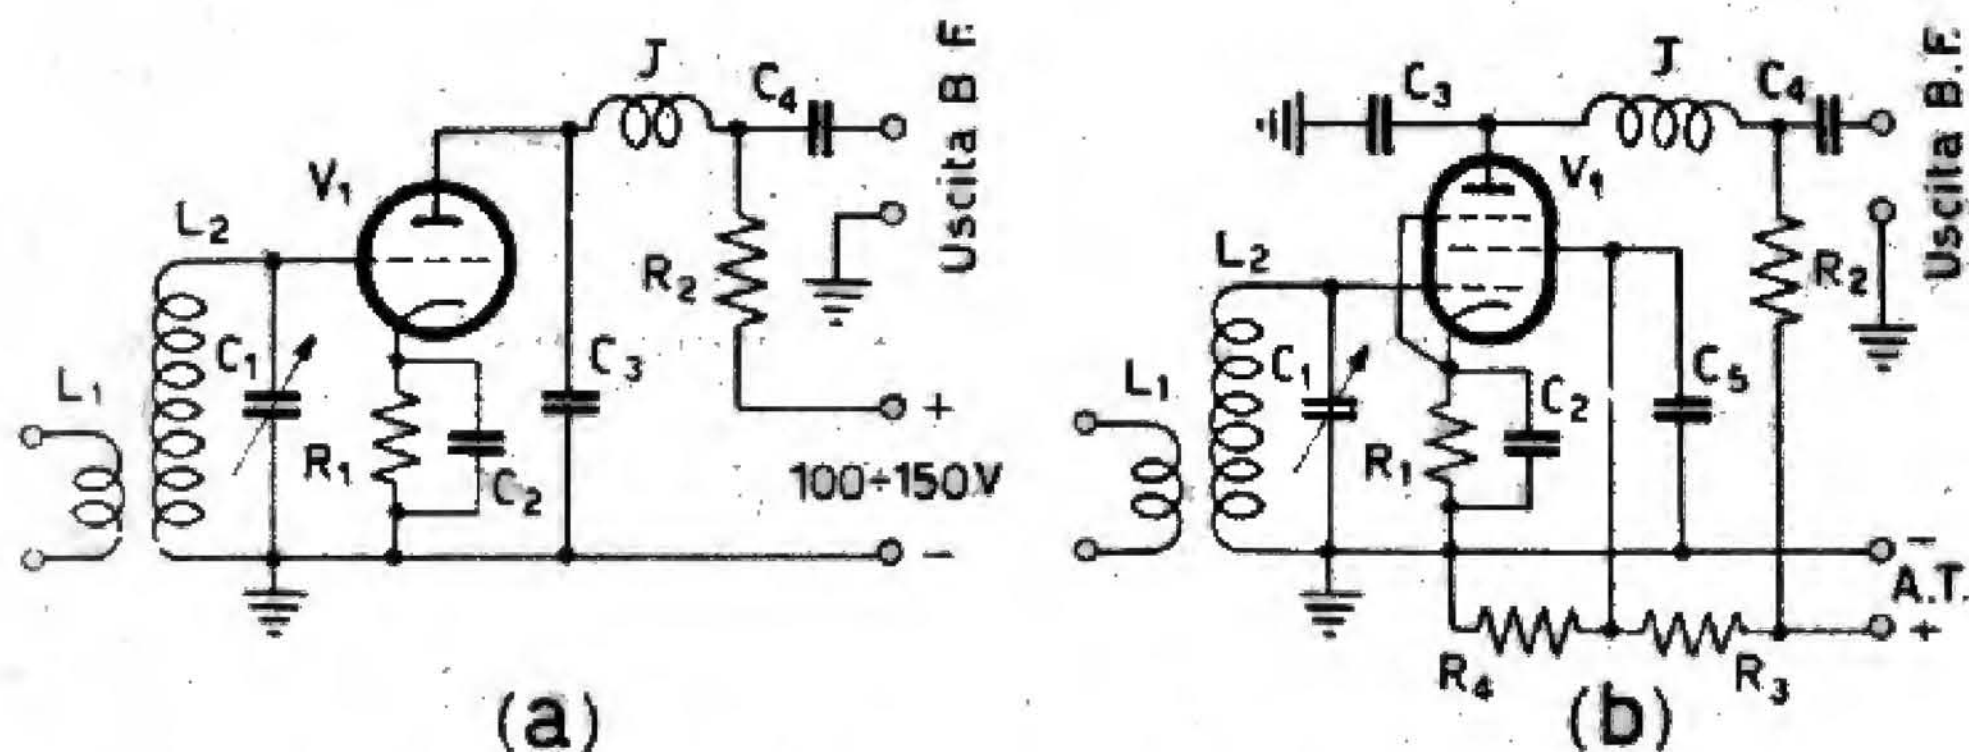 J
C4
Uscita B F.
V1
L2
R2
C1
C3
L1
R1
C2
+
100÷150V
−
(a)
C3
J
C4
Uscita B.F.
V1
L2
R2
L1
C1
C2
C5
R1
−
A.T.
+
R4
R3
(b)